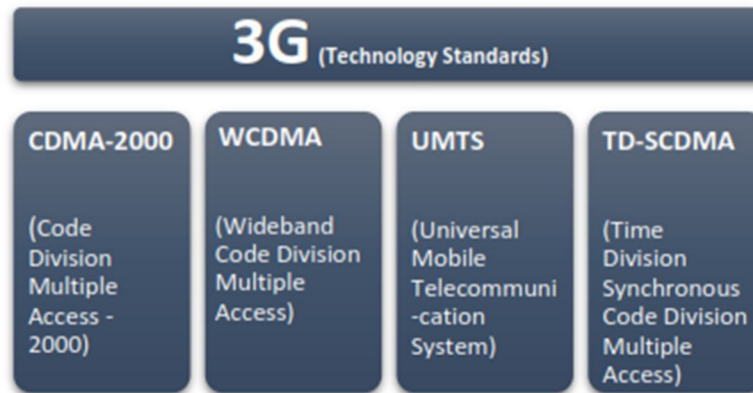 3G (Technology Standards)
CDMA-2000
(Code
Division
Multiple
Access -
2000)
WCDMA
(Wideband
Code Division
Multiple
Access)
UMTS
(Universal
Mobile
Telecommuni
-cation
System)
TD-SCDMA
(Time
Division
Synchronous
Code Division
Multiple
Access)